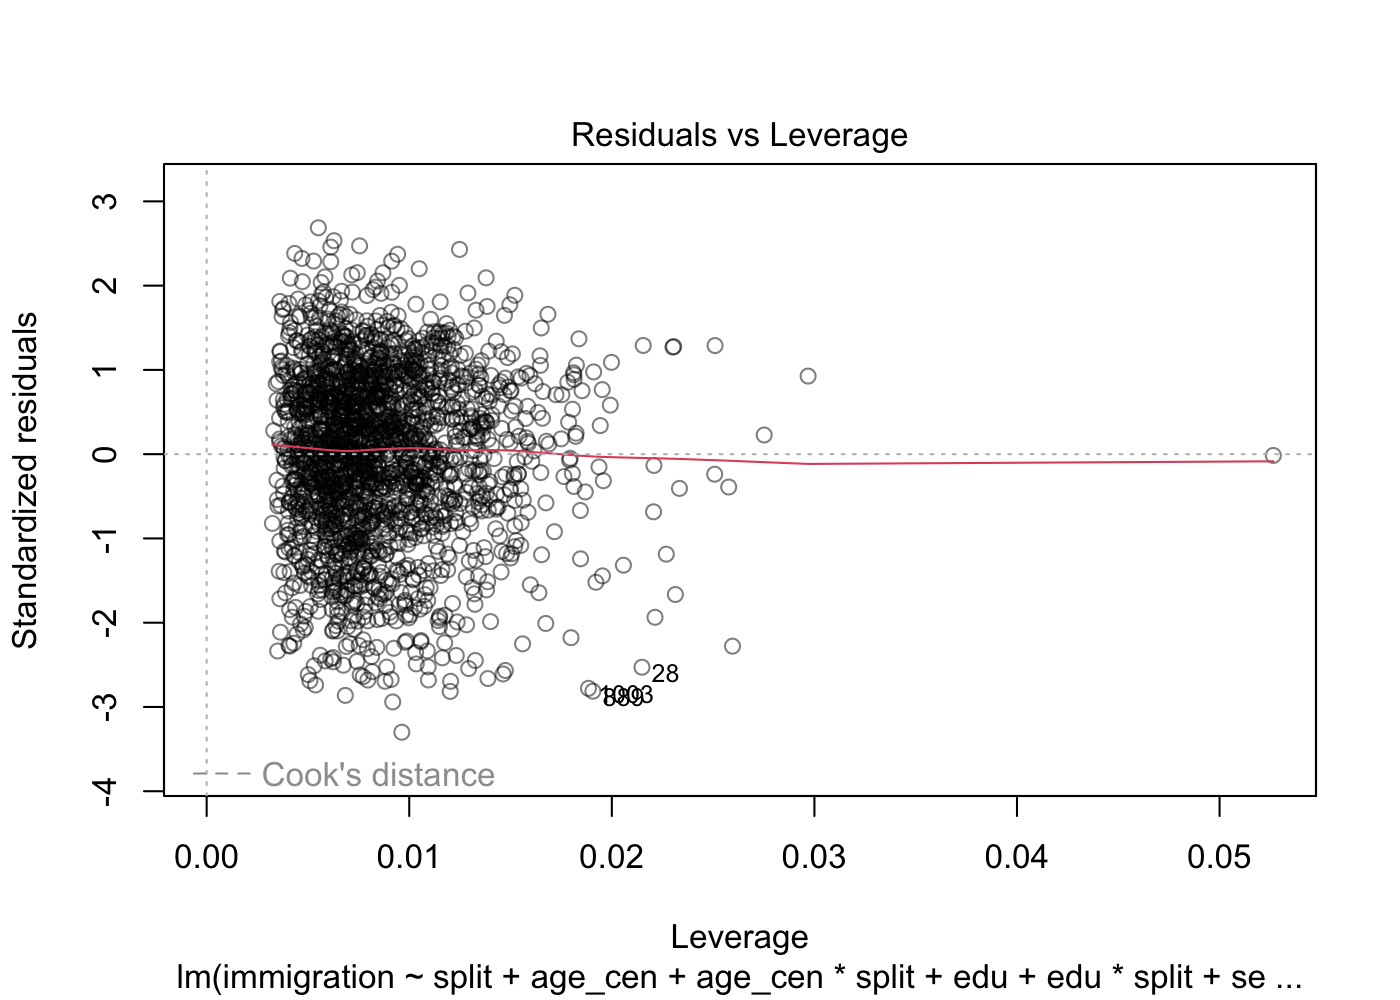 Residuals vs Leverage
Standardized residuals
3
2
1
0
-1
-2
-3
-4
28
1003
889
Cook's distance
0.00 0.01 0.02 0.03 0.04 0.05
Leverage
lm(immigration ~ split + age_cen + age_cen * split + edu + edu * split + se ...